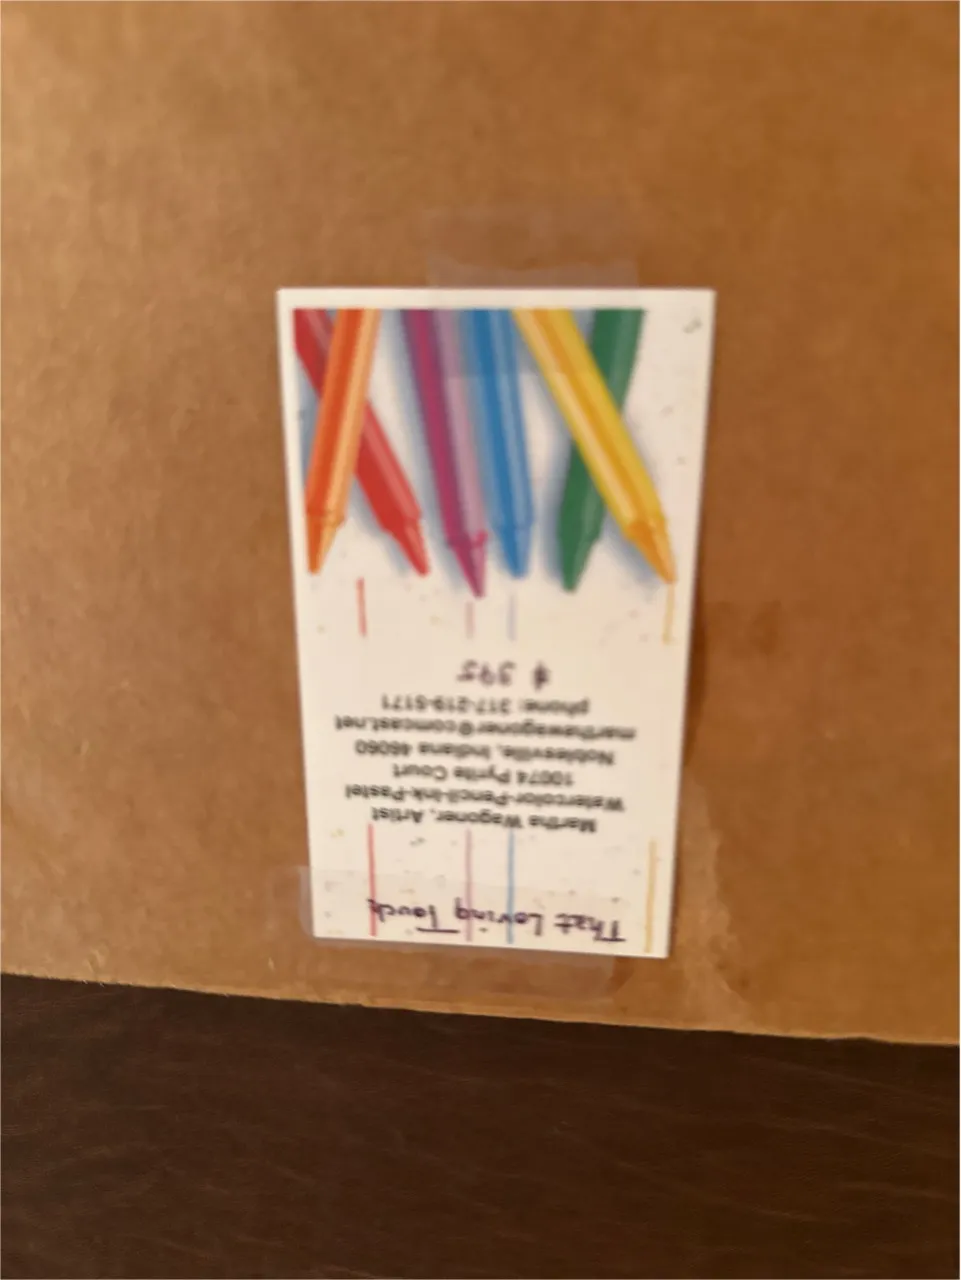 That Loving Touch
Martha Wagoner, Artist
Watercolor-Pencil-Ink-Pastel
10074 Pyrite Court
Noblesville, Indiana 46060
marthawagoner@comcast.net
phone: 317-219-5171
$ 395